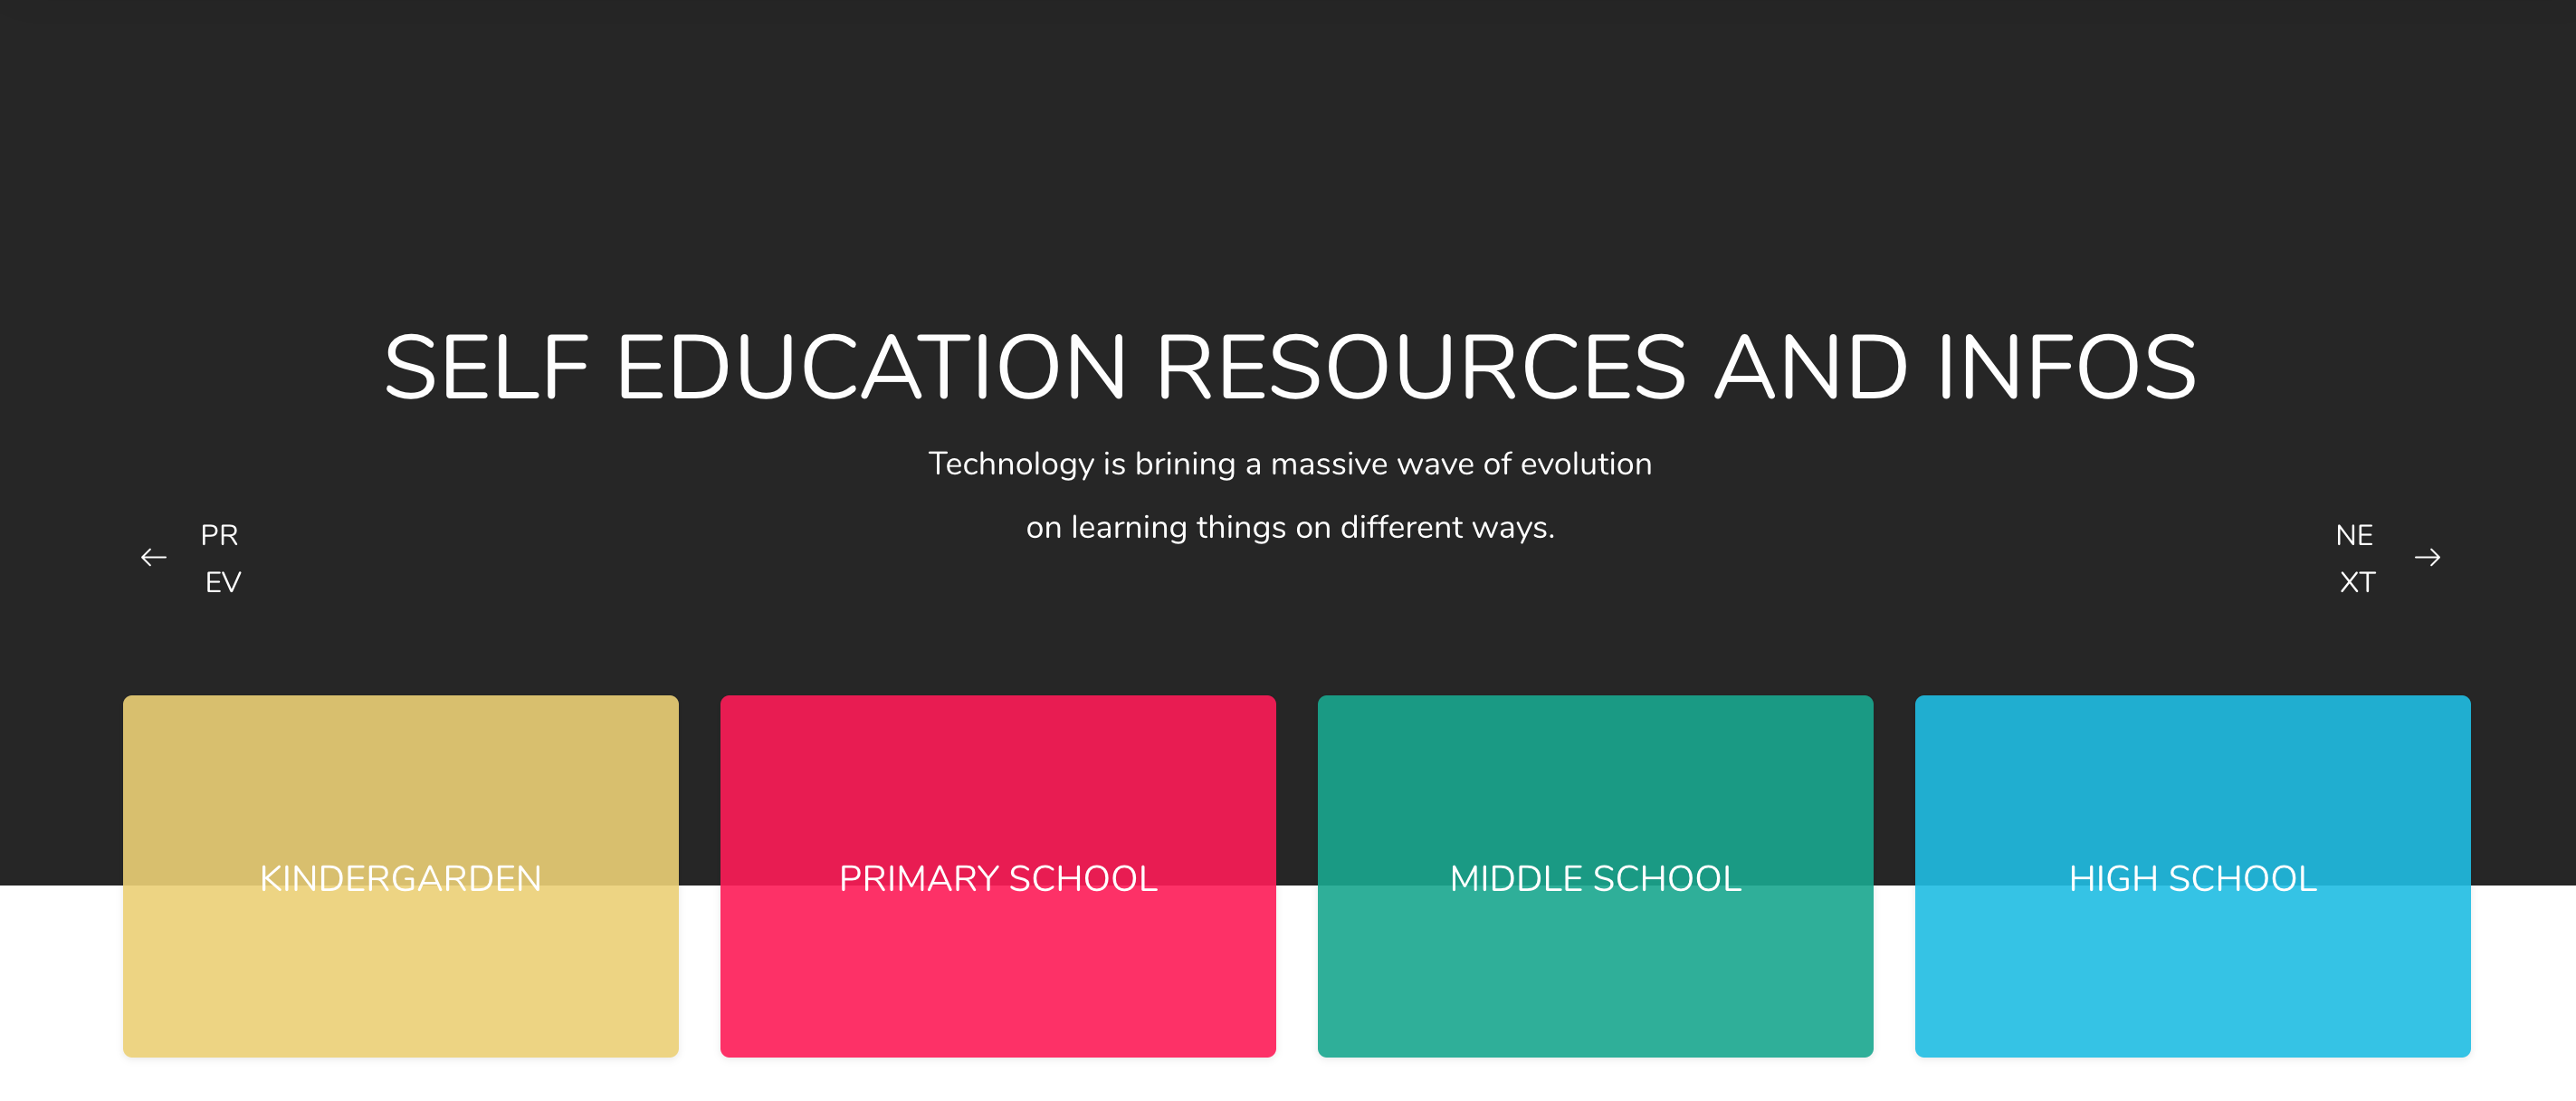 SELF EDUCATION RESOURCES AND INFOS
Technology is brining a massive wave of evolution
on learning things on different ways.
PR
EV
NE
XT
KINDERGARDEN
PRIMARY SCHOOL
MIDDLE SCHOOL
HIGH SCHOOL